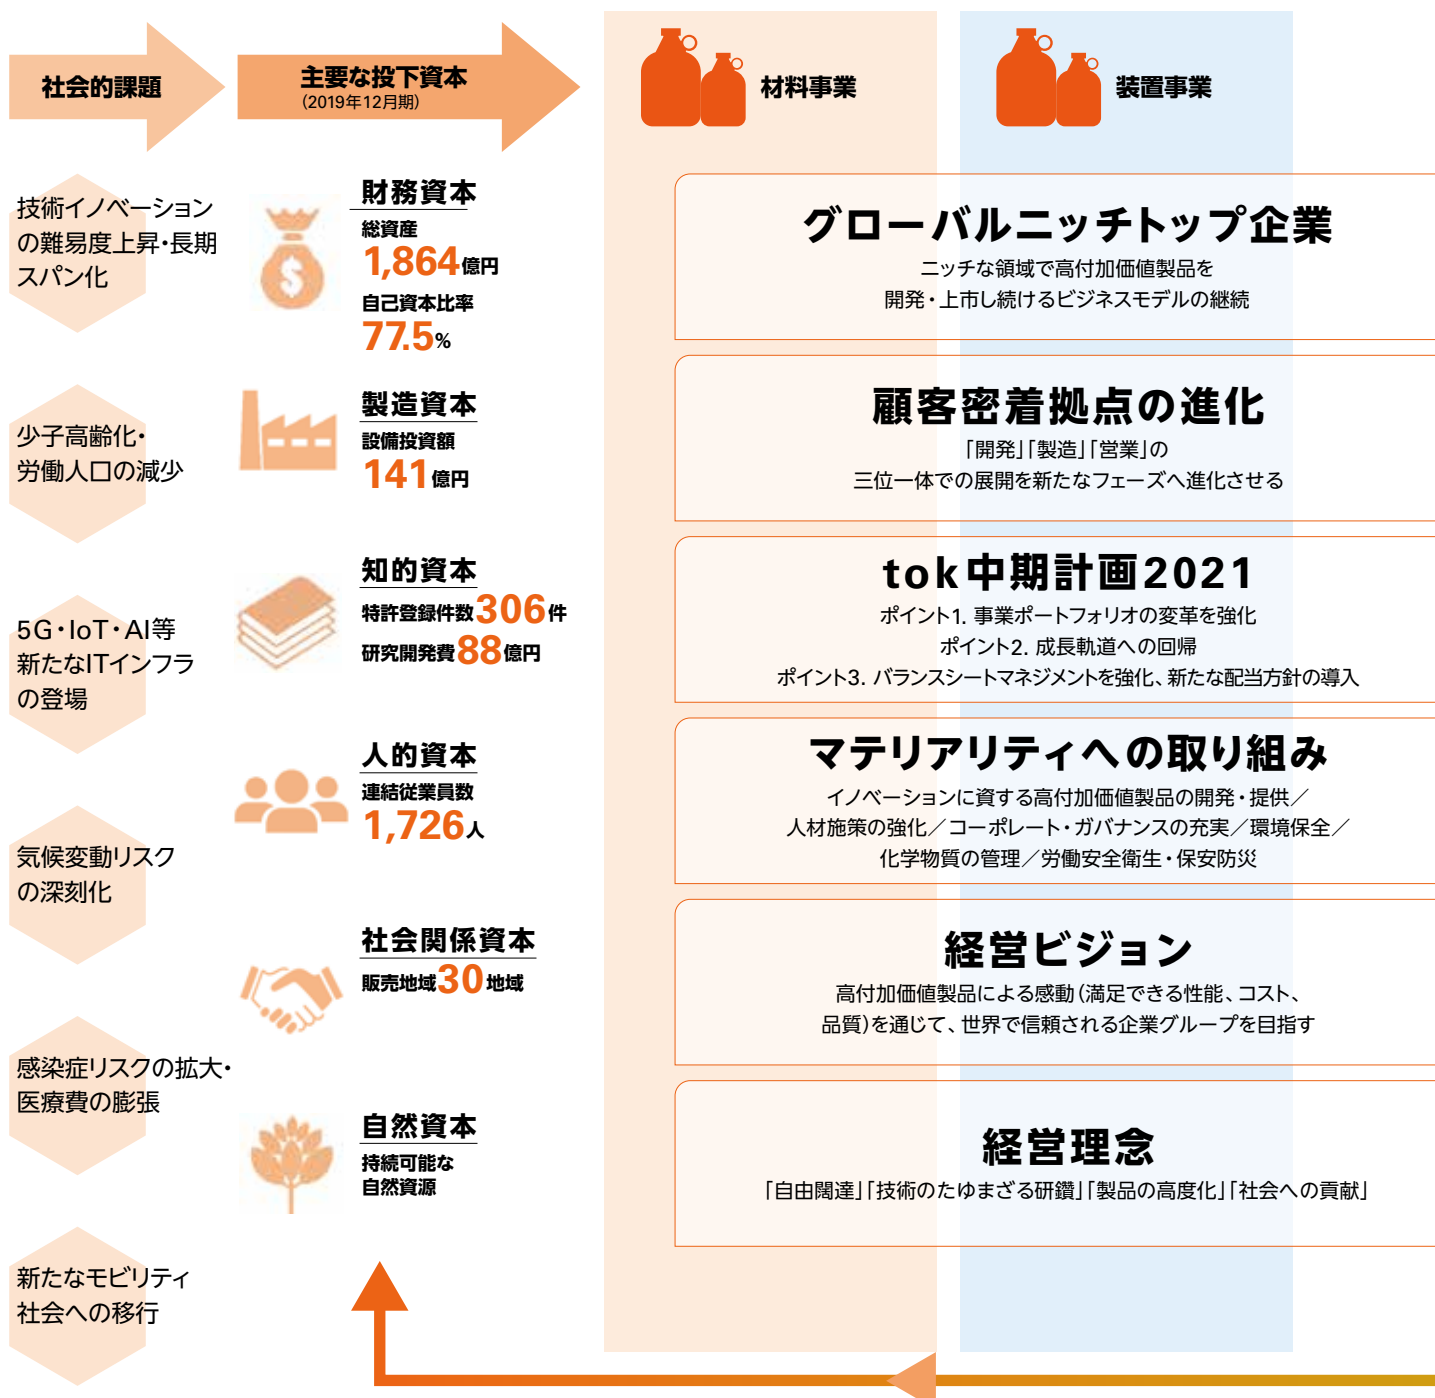 社会的課題
主要な投下資本
（2019年12月期）
材料事業
装置事業
技術イノベーション
の難易度上昇・長期
スパン化
少子高齢化・
労働人口の減少
5G・IoT・AI等
新たなITインフラ
の登場
気候変動リスク
の深刻化
感染症リスクの拡大・
医療費の膨張
新たなモビリティ
社会への移行
財務資本
総資産
1,864億円
自己資本比率
77.5%
製造資本
設備投資額
141億円
知的資本
特許登録件数306件
研究開発費88億円
人的資本
連結従業員数
1,726人
社会関係資本
販売地域30地域
自然資本
持続可能な
自然資源
グローバルニッチトップ企業
ニッチな領域で高付加価値製品を
開発・上市し続けるビジネスモデルの継続
顧客密着拠点の進化
「開発」「製造」「営業」の
三位一体での展開を新たなフェーズへ進化させる
tok中期計画2021
ポイント1. 事業ポートフォリオの変革を強化
ポイント2. 成長軌道への回帰
ポイント3. バランスシートマネジメントを強化、新たな配当方針の導入
マテリアリティへの取り組み
イノベーションに資する高付加価値製品の開発・提供／
人材施策の強化／コーポレート・ガバナンスの充実／環境保全／
化学物質の管理／労働安全衛生・保安防災
経営ビジョン
高付加価値製品による感動（満足できる性能、コスト、
品質）を通じて、世界で信頼される企業グループを目指す
経営理念
「自由闊達」「技術のたゆまざる研鑽」「製品の高度化」「社会への貢献」